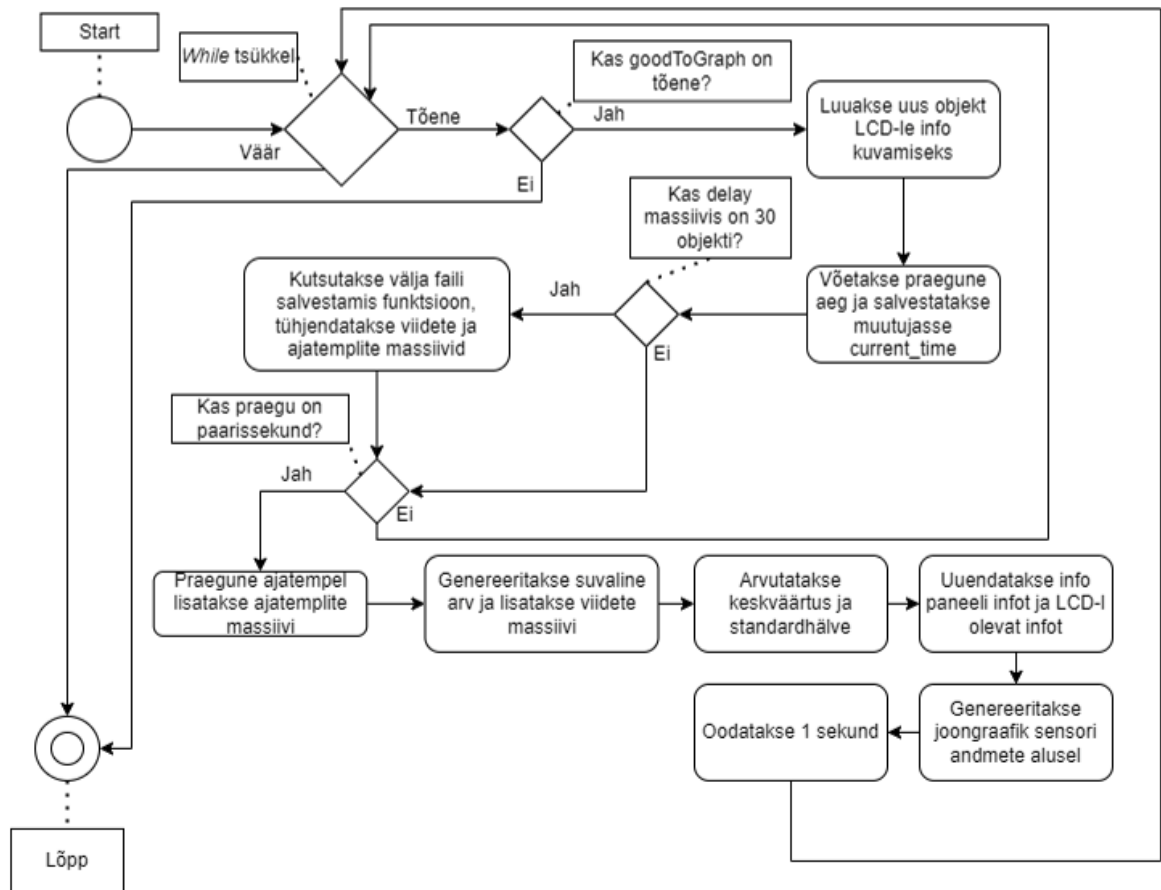 Start
While tsükkel
Kas goodToGraph on
tõene?
Tõene
Jah
Väär
Ei
Luuakse uus objekt
LCD-le info
kuvamiseks
Kas delay
massiivis on 30
objekti?
Võetakse praegune
aeg ja salvestatakse
muutujasse
current_time
Jah
Ei
Kutsutakse välja faili
salvestamis funktsioon,
tühjendatakse viidete ja
ajatemplite massiivid
Kas praegu on
paarissekund?
Jah
Ei
Praegune ajatempel
lisatakse ajatemplite
massiivi
Genereeritakse suvaline
arv ja lisatakse viidete
massiivi
Arvutatakse
keskväärtus ja
standardhälve
Uuendatakse info
paneeli infot ja LCD-l
olevat infot
Genereeritakse
joongraafik sensori
andmete alusel
Oodatakse 1 sekund
Lõpp